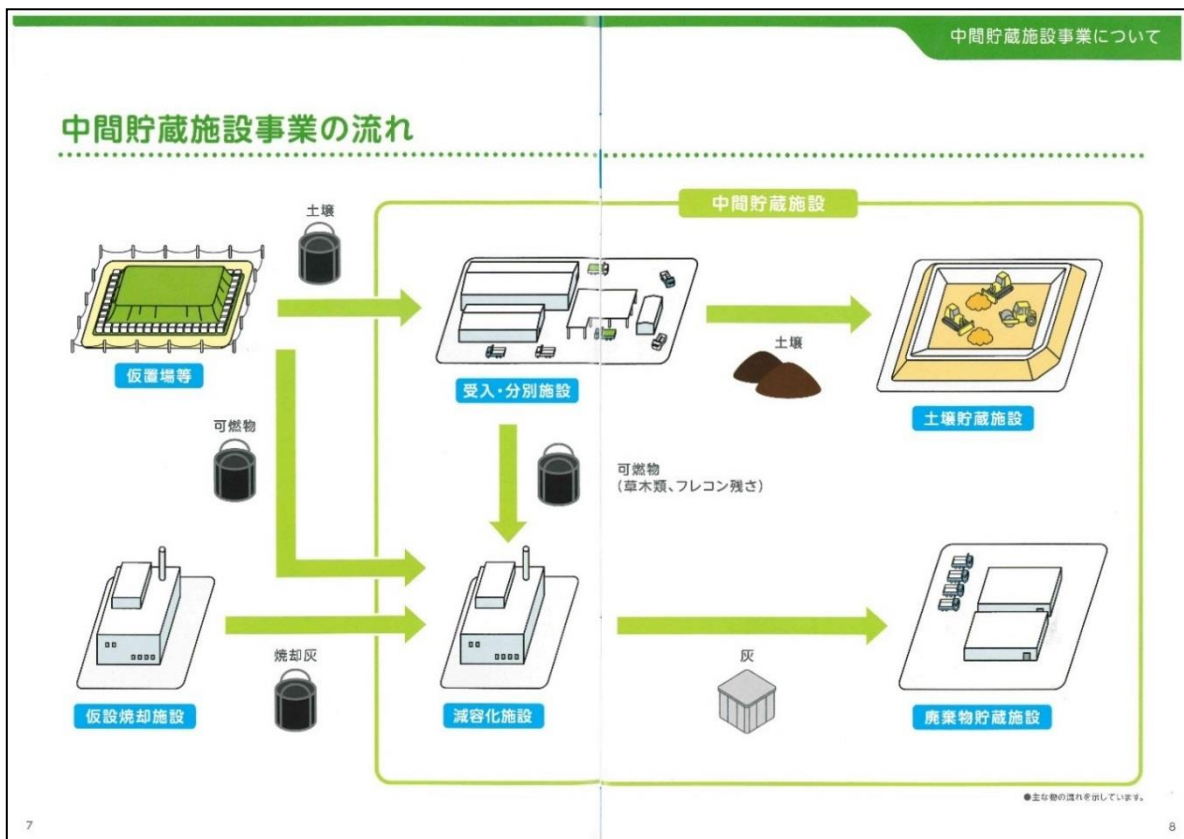 中間貯蔵施設事業について
中間貯蔵施設事業の流れ
中間貯蔵施設
土壌
仮置場等
受入・分別施設
土壌
土壌貯蔵施設
可燃物
可燃物
(草木類、フレコン残さ)
仮設焼却施設
焼却灰
減容化施設
灰
廃棄物貯蔵施設
●主な物の流れを示しています。
7
8